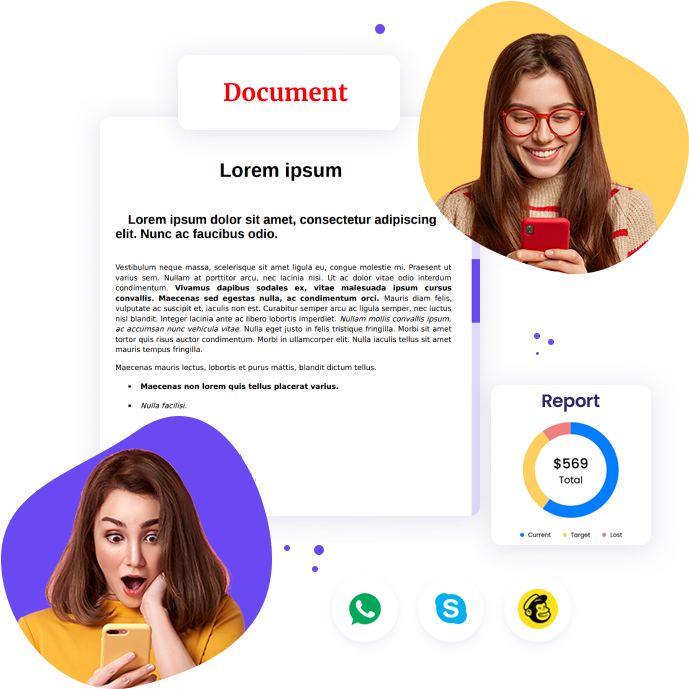 Document
Lorem ipsum
Lorem ipsum dolor sit amet, consectetur adipiscing
elit. Nunc ac faucibus odio.
Vestibulum neque massa, scelerisque sit amet ligula eu, congue molestie mi. Praesent ut
varius sem. Nullam at porttitor arcu, nec lacinia nisi. Ut ac dolor vitae odio interdum
condimentum. Vivamus dapibus sodales ex, vitae malesuada ipsum cursus
convallis. Maecenas sed egestas nulla, ac condimentum orci. Mauris diam felis,
vulputate ac suscipit et, iaculis non est. Curabitur semper arcu ac ligula semper, nec luctus
nisl blandit. Integer lacinia ante ac libero lobortis imperdiet. Nullam mollis convallis ipsum,
ac accumsan nunc vehicula vitae. Nulla eget justo in felis tristique fringilla. Morbi sit amet
tortor quis risus auctor condimentum. Morbi in ullamcorper elit. Nulla iaculis tellus sit amet
mauris tempus fringilla.
Maecenas mauris lectus, lobortis et purus mattis, blandit dictum tellus.
• Maecenas non lorem quis tellus placerat varius.
• Nulla facilisi.
Report
$569
Total
Current Target Lost
S